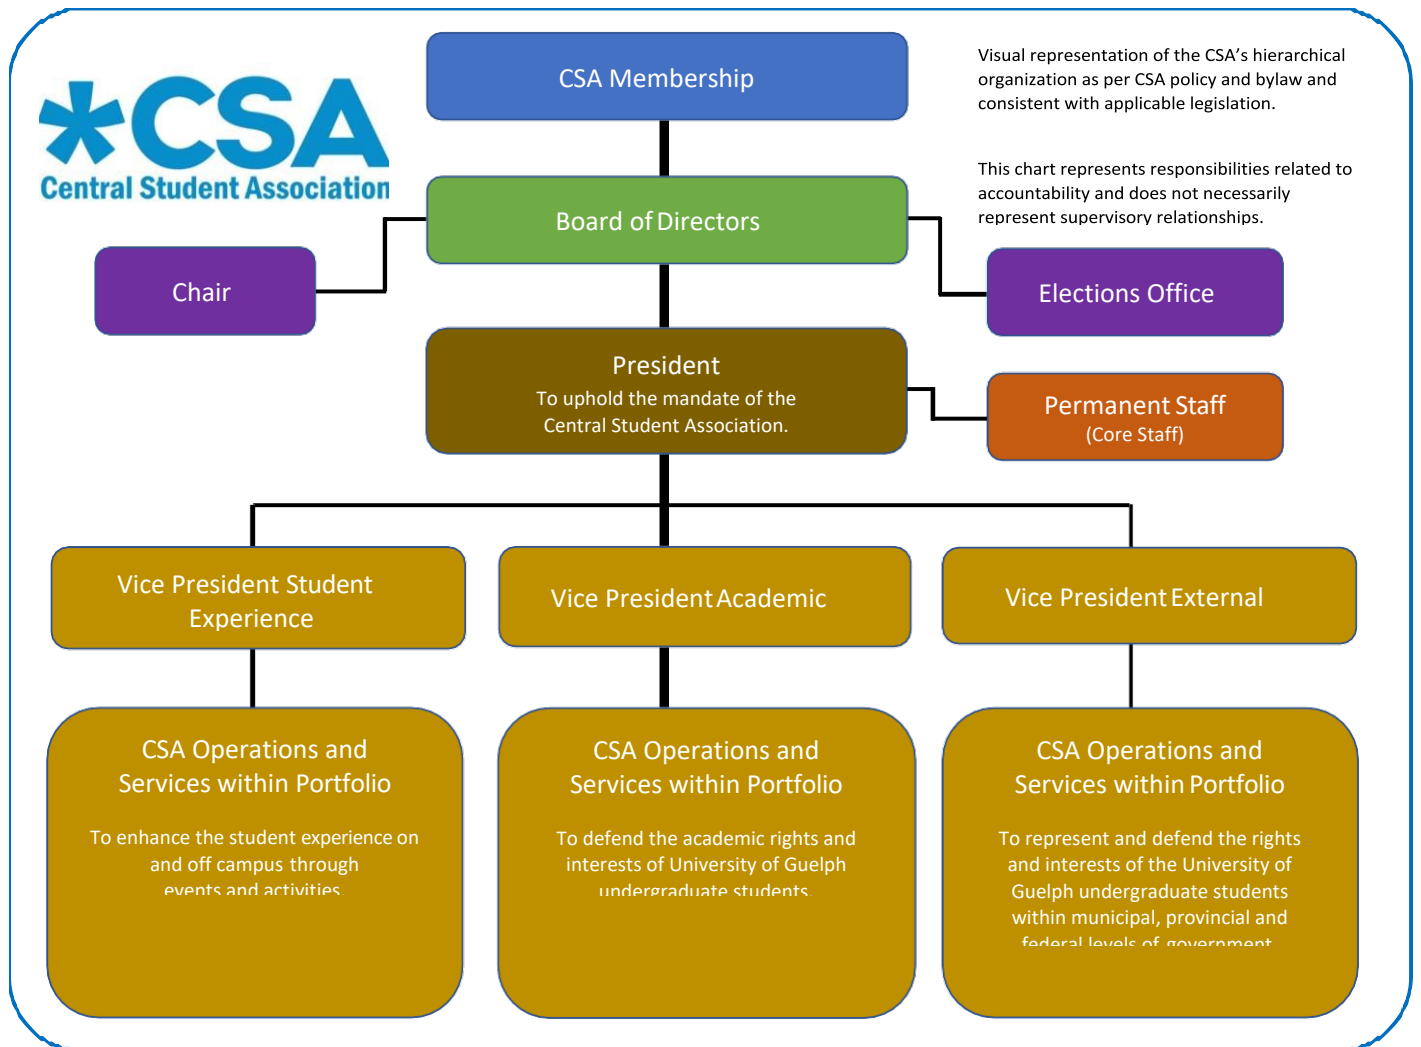 CSA Membership
Visual representation of the CSA's hierarchical
organization as per CSA policy and bylaw and
consistent with applicable legislation.
*CSA
Central Student Association
This chart represents responsibilities related to
accountability and does not necessarily
represent supervisory relationships.
Board of Directors
Chair
Elections Office
President
To uphold the mandate of the
Central Student Association.
Permanent Staff
(Core Staff)
Vice President Student
Experience
Vice President Academic
Vice President External
CSA Operations and
Services within Portfolio
To enhance the student experience on
and off campus through
events and activities.
CSA Operations and
Services within Portfolio
To defend the academic rights and
interests of University of Guelph
undergraduate students.
CSA Operations and
Services within Portfolio
To represent and defend the rights
and interests of the University of
Guelph undergraduate students
within municipal, provincial and
federal levels of government